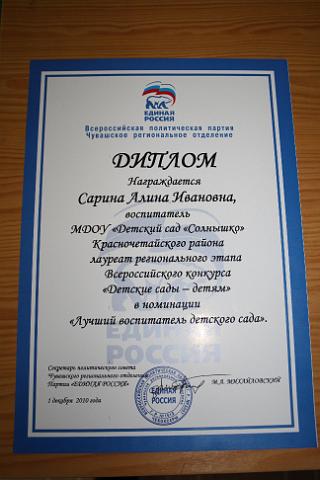 ЕДИНАЯ
РОССИЯ
Всероссийская политическая партия
Чувашское региональное отделение
ДИПЛОМ
Награждается
Сарина Алина Ивановна,
воспитатель
МДОУ «Детский сад «Солнышко»
Красночетайского района
лауреат регионального этапа
Всероссийского конкурса
«Детские сады – детям»
в номинации
«Лучший воспитатель детского сада».
ЕДИНАЯ
РОССИЯ
Секретарь политического совета
Чувашского регионального отделения
Партии «ЕДИНАЯ РОССИЯ»
М.А. МИХАЙЛОВСКИЙ
ЕДИНАЯ
РОССИЯ
1 декабря 2010 года